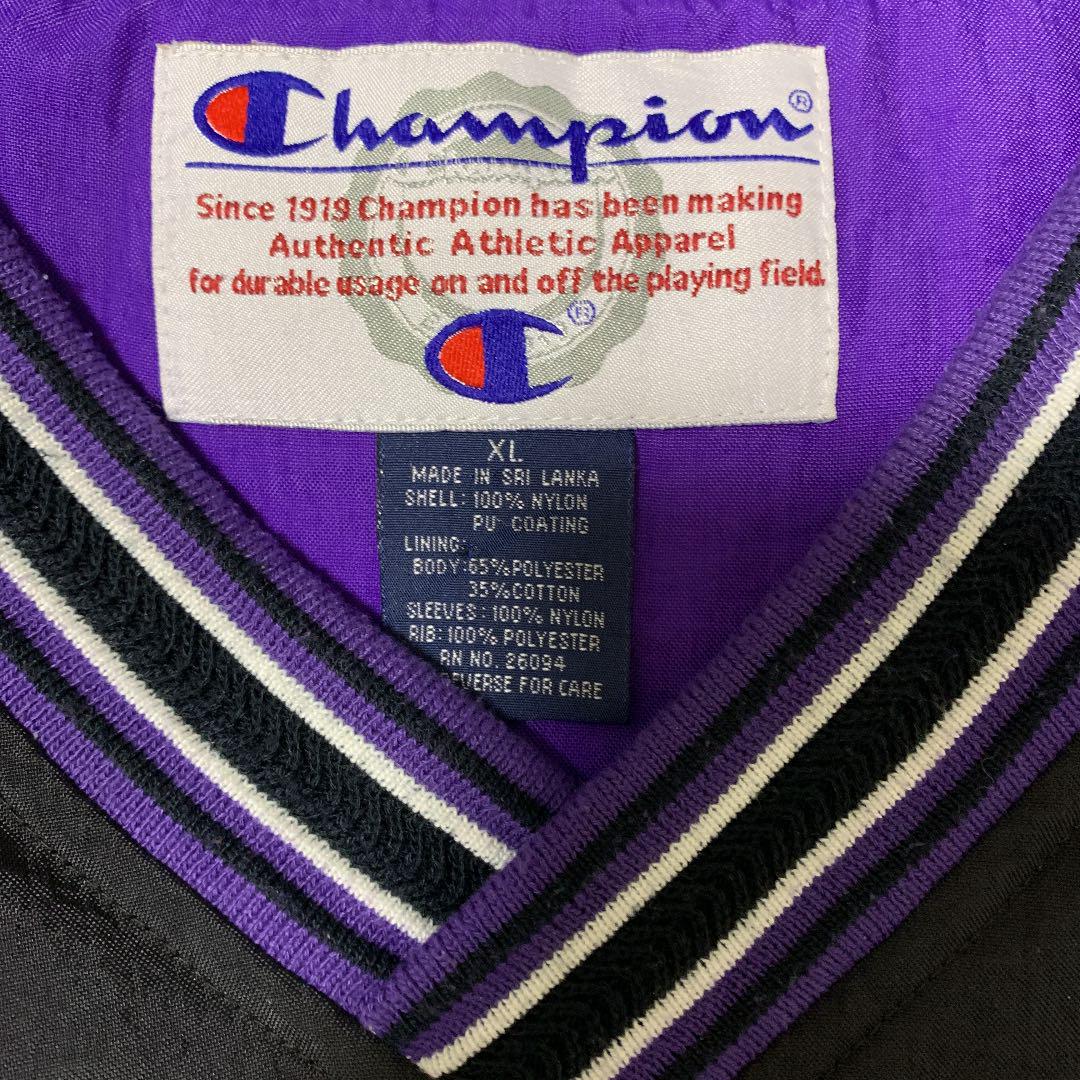 Champion®
Since 1919 Champion has been making
Authentic Athletic Apparel
for durable usage on and off the playing field.
®
XL
MADE IN SRI LANKA
SHELL: 100% NYLON
PU COATING
LINING:
BODY: 65% POLYESTER
35% COTTON
SLEEVES: 100% NYLON
RIB: 100% POLYESTER
RN NO. 26094
EVERSE FOR CARE